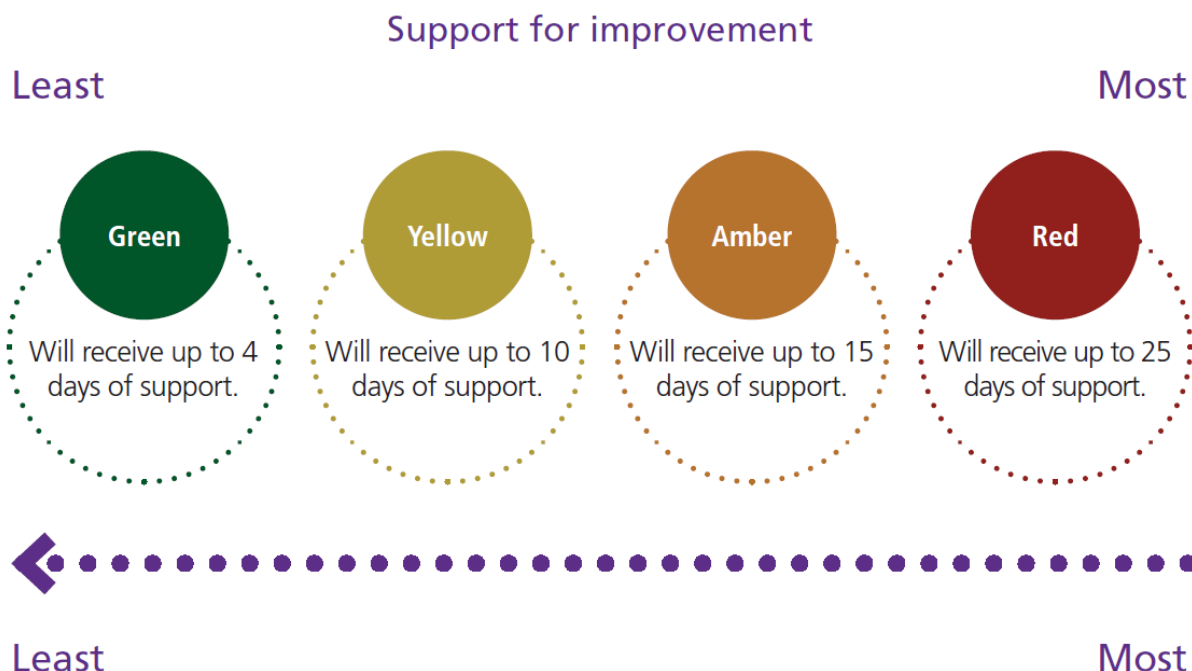 Support for improvement
Least
Most
Green
Yellow
Amber
Red
Will receive up to 4
days of support.
Will receive up to 10
days of support.
Will receive up to 15
days of support.
Will receive up to 25
days of support.
Least
Most